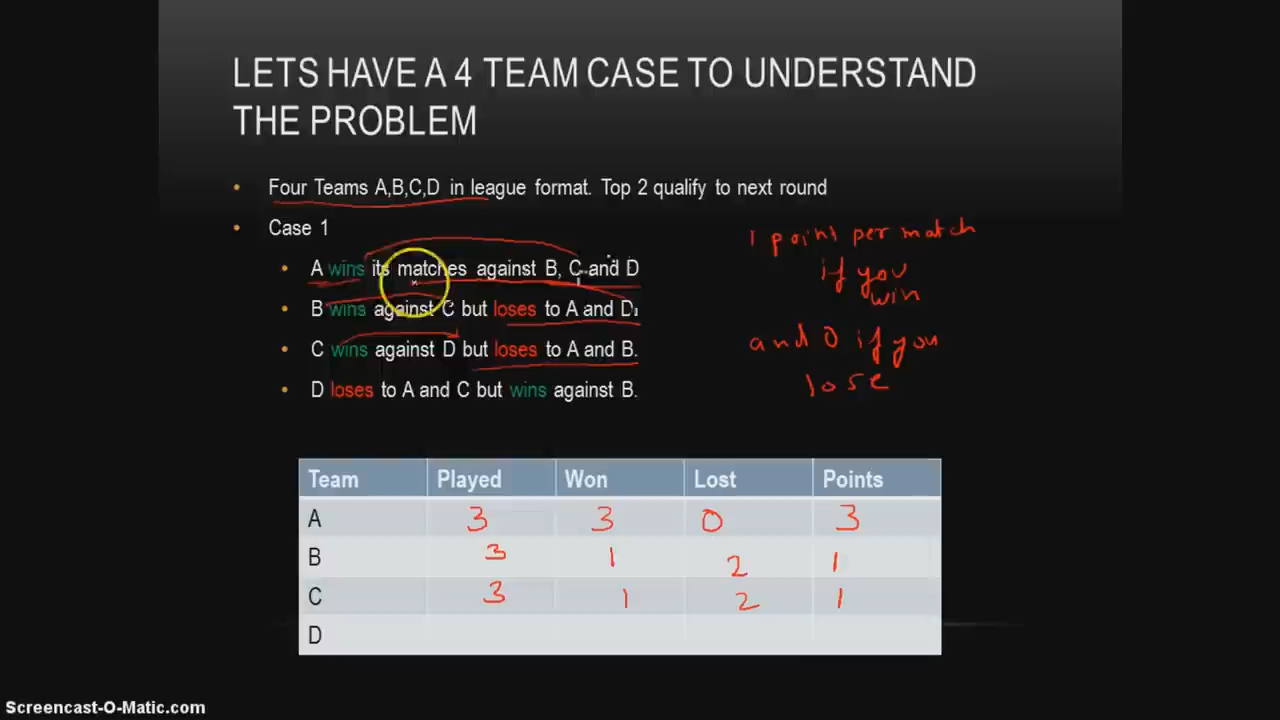 LETS HAVE A 4 TEAM CASE TO UNDERSTAND
THE PROBLEM
• Four Teams A,B,C,D in league format. Top 2 qualify to next round
• Case 1
• A wins its matches against B, C and D
• B wins against C but loses to A and D.
• C wins against D but loses to A and B.
• D loses to A and C but wins against B.
1 point per match
if you
win
and 0 if you
lose
Team Played Won Lost Points
A 3 3 0 3
B 3 1 2 1
C 3 1 2 1
D
Screencast-O-Matic.com